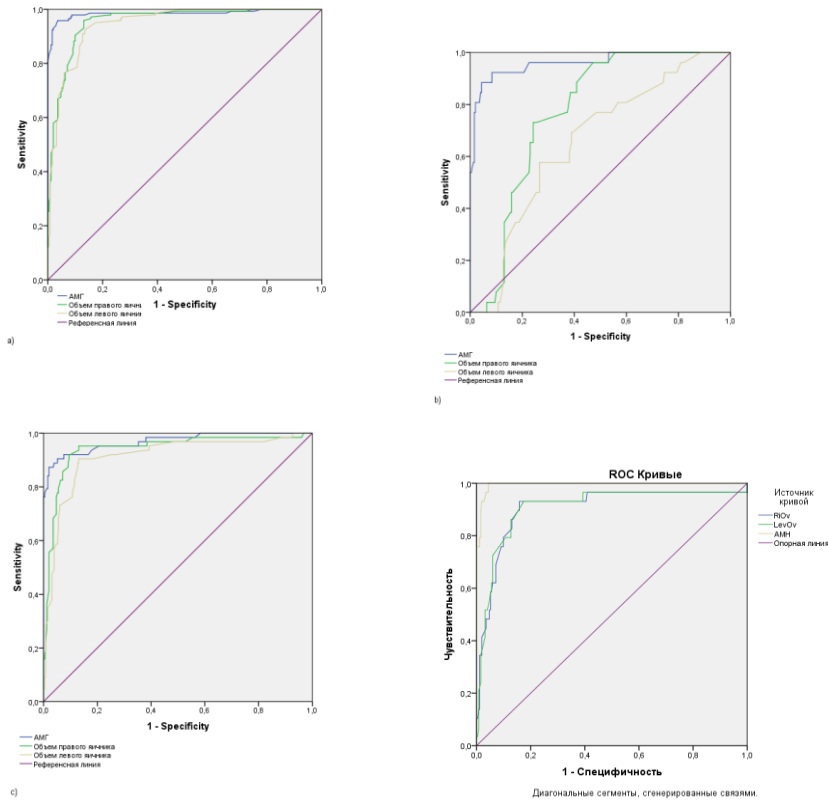 1,0
0,8
0,6
0,4
0,2
0,0
Sensitivity
0,0 0,2 0,4 0,6 0,8 1,0
1 - Specificity
АМГ
Объем правого яичн
Объем левого яични
Референсная линия
a)
1,0
0,8
0,6
0,4
0,2
0,0
Sensitivity
0,0 0,2 0,4 0,6 0,8 1,0
1 - Specificity
АМГ
Объем правого яичника
Объем левого яичника
Референсная линия
b)
1,0
0,8
0,6
0,4
0,2
0,0
Sensitivity
0,0 0,2 0,4 0,6 0,8 1,0
1 - Specificity
АМГ
Объем правого яичника
Объем левого яичника
Референсная линия
c)
ROC Кривые
1,0
0,8
0,6
0,4
0,2
0,0
Чувствительность
0,0 0,2 0,4 0,6 0,8 1,0
1 - Специфичность
Источник
кривой
RiOv
LevOv
AMH
Опорная линия
Диагональные сегменты, сгенерированные связями.